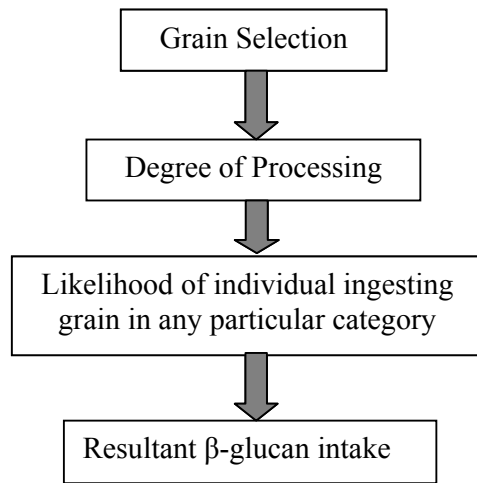 Grain Selection
Degree of Processing
Likelihood of individual ingesting
grain in any particular category
Resultant β-glucan intake